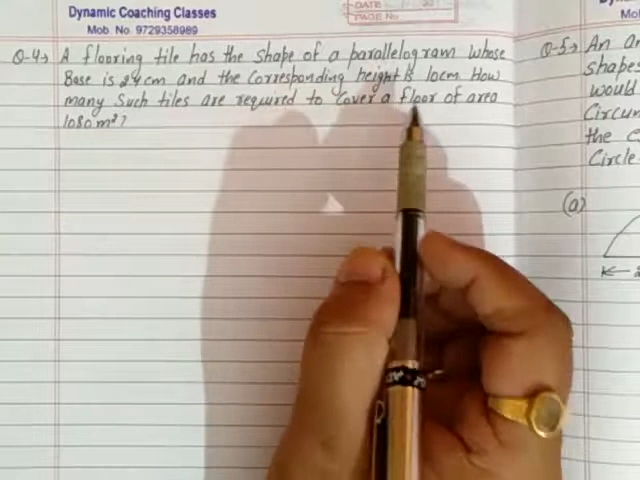 Dynamic Coaching Classes
Mob. No. 9729358989
DATE
PAGE No
Mo
Q-4→ A flooring tile has the shape of a parallelogram whose
Base is 24cm and the corresponding height is 10cm How
many such tiles are required to cover a floor of area
1080m²?
Q-5→ An
shapes
would
Circum
the c
Circle
(a)